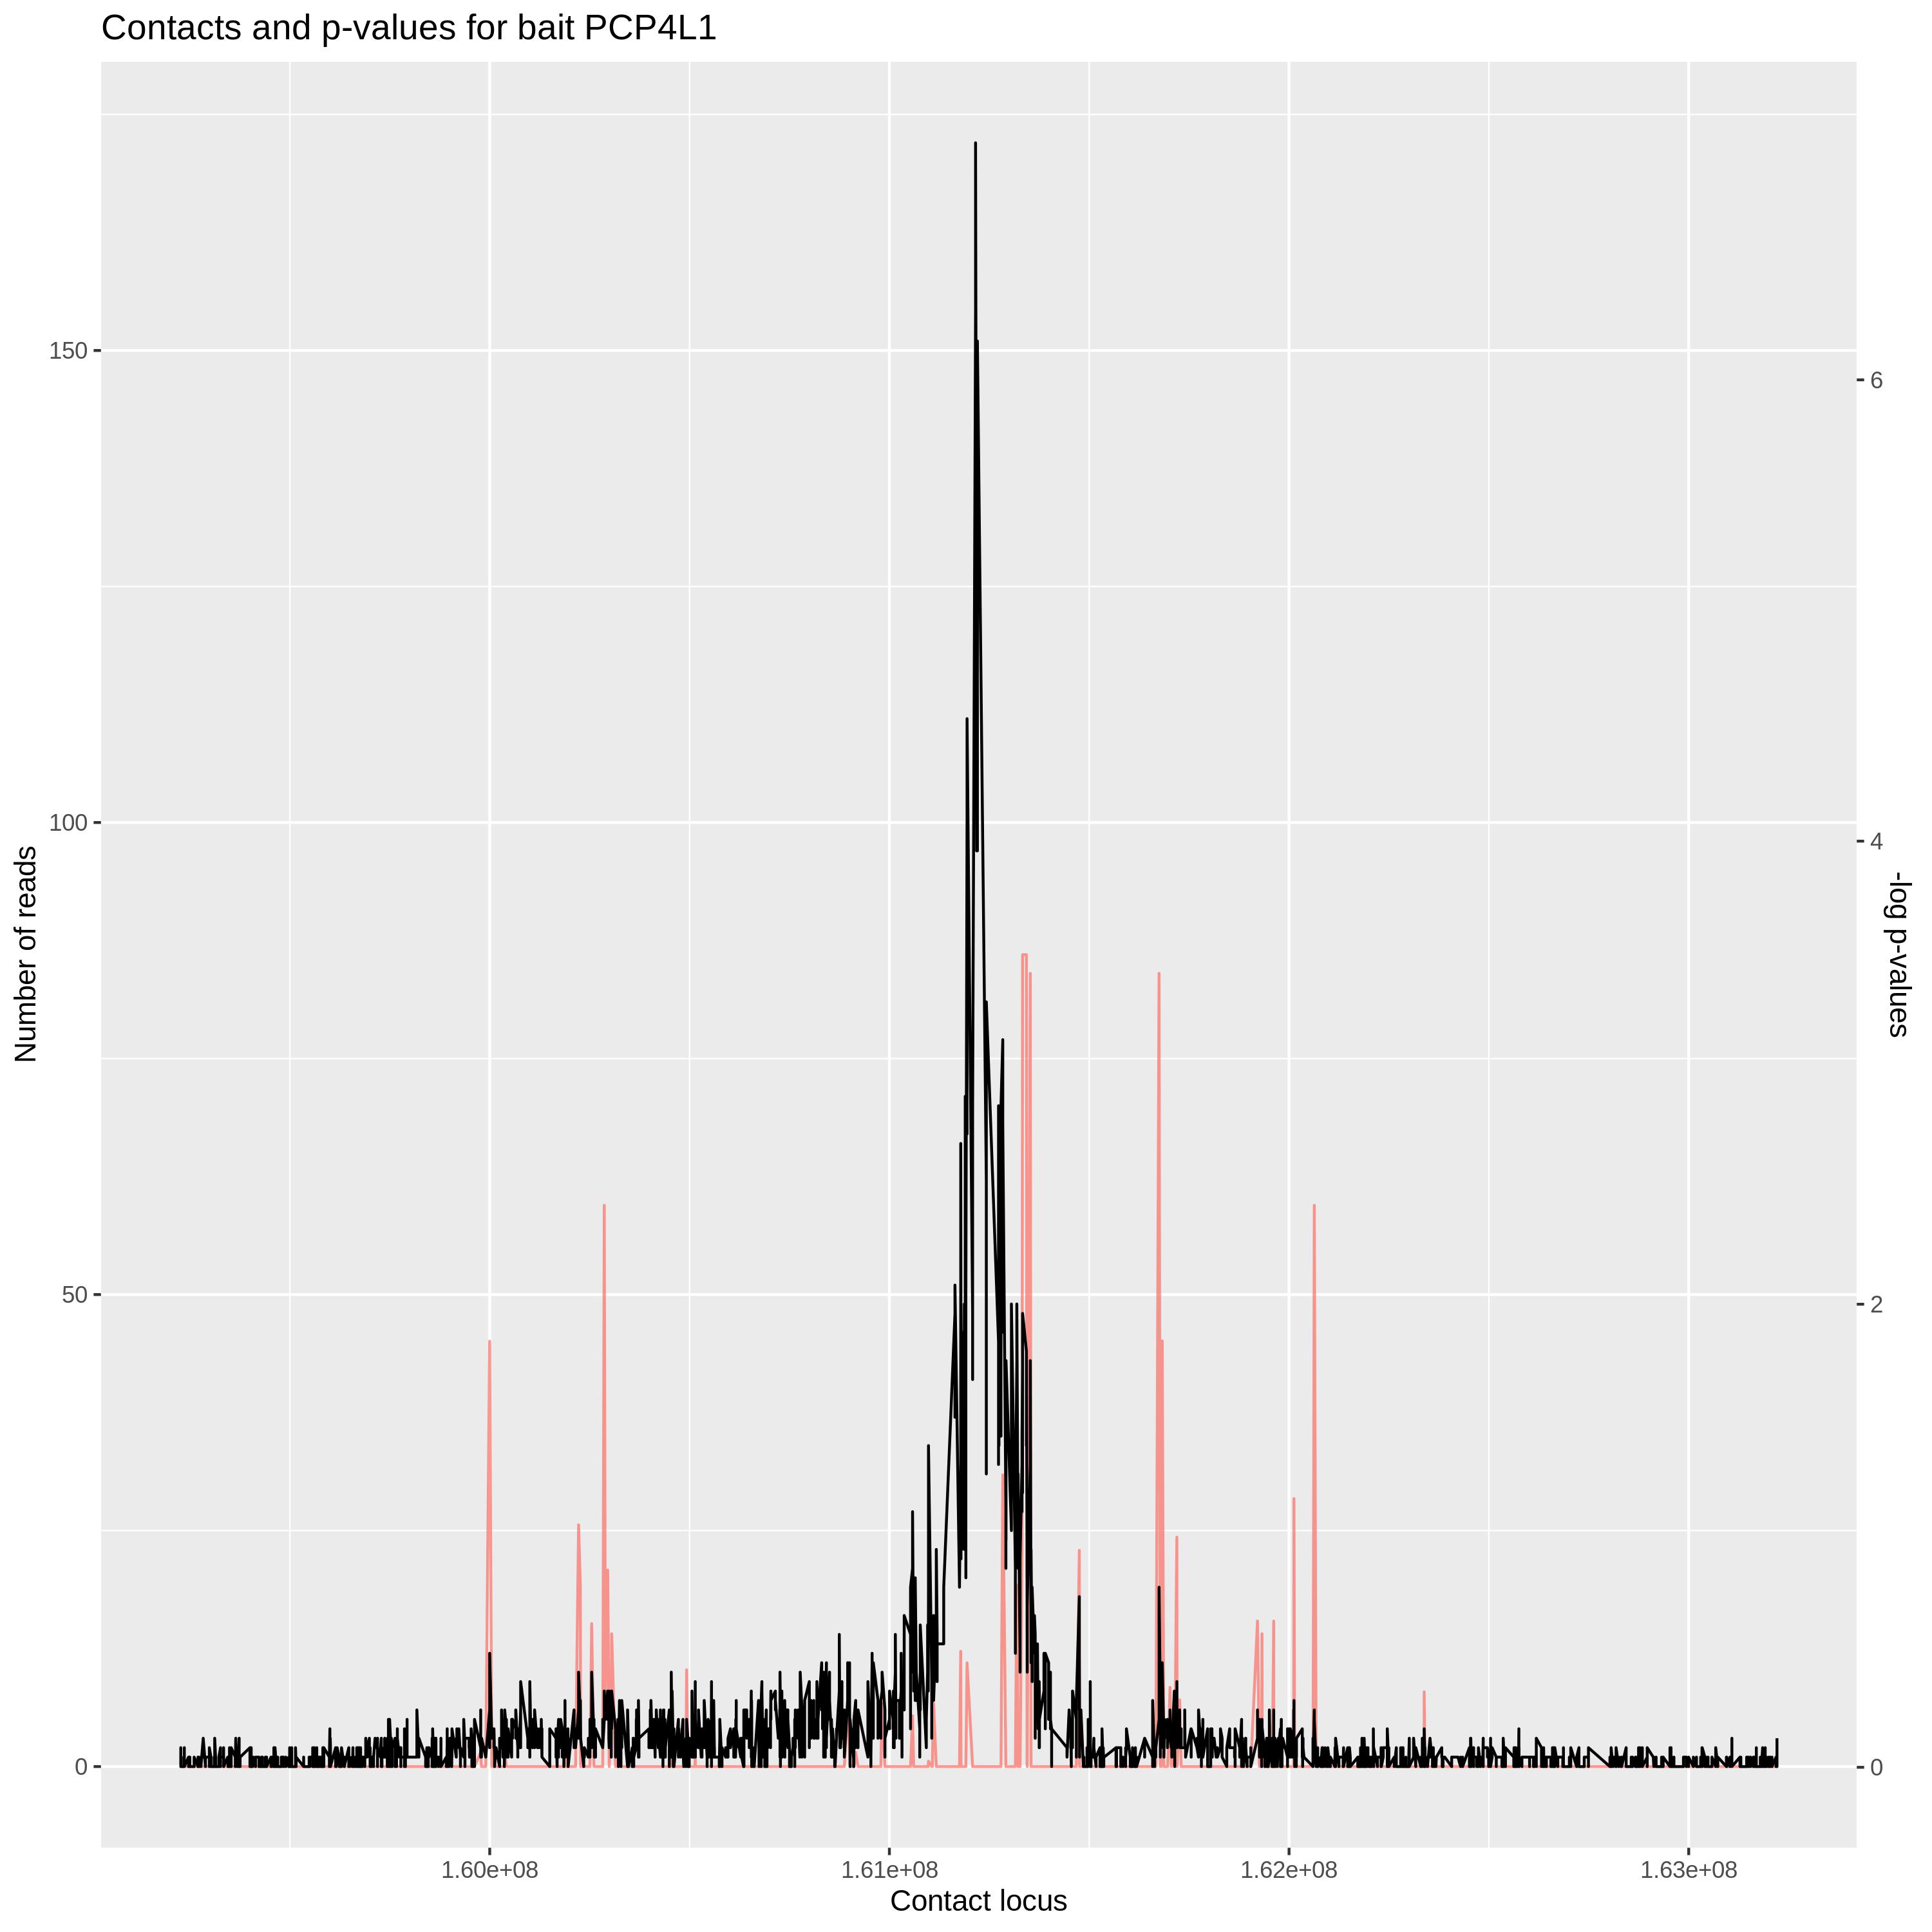 Contacts and p-values for bait PCP4L1
Number of reads
150
100
50
0
6
4
2
0
-log p-values
1.60e+08
1.61e+08
1.62e+08
1.63e+08
Contact locus